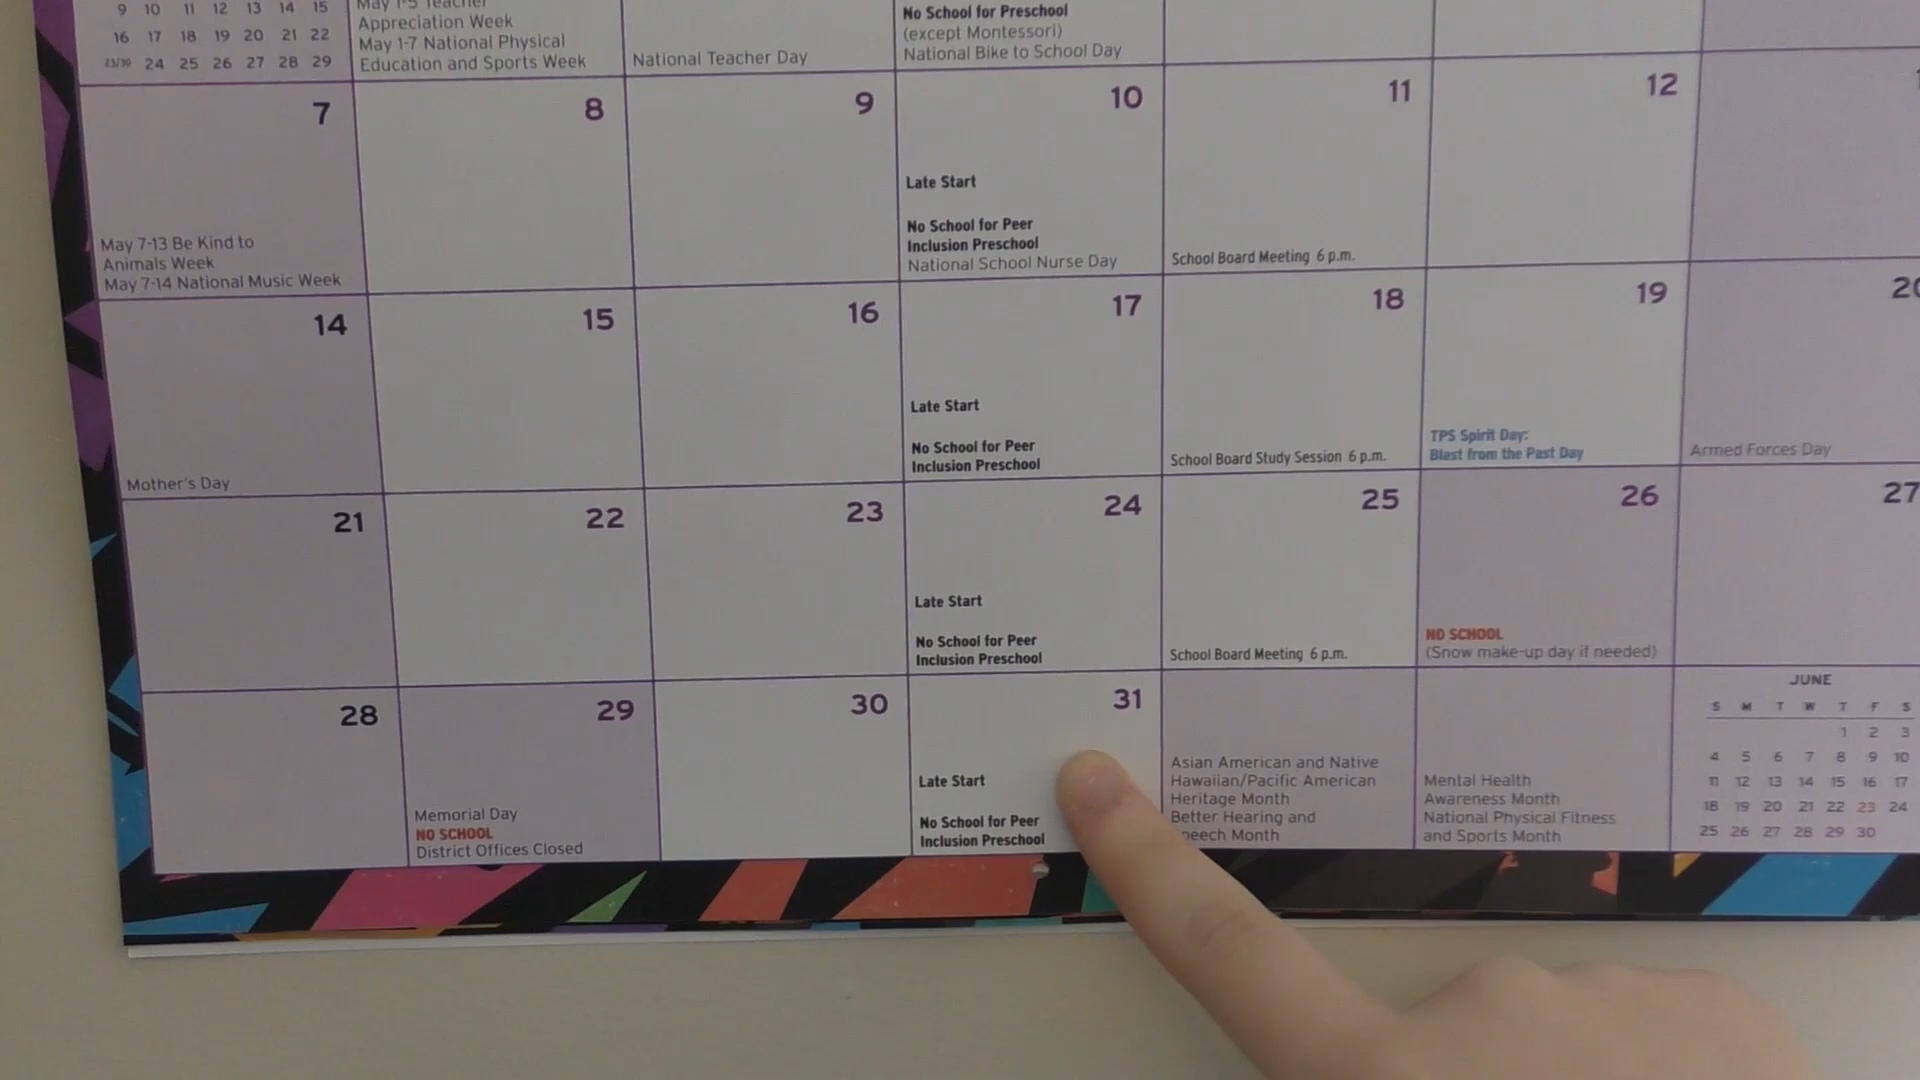 9 10 11 12 13 14 15
16 17 18 19 20 21 22
23/30 24 25 26 27 28 29
May 1-5 Teacher
Appreciation Week
May 1-7 National Physical
Education and Sports Week
National Teacher Day
No School for Preschool
(except Montessori)
National Bike to School Day
7
May 7-13 Be Kind to
Animals Week
May 7-14 National Music Week
8
9
10
Late Start
No School for Peer
Inclusion Preschool
National School Nurse Day
11
School Board Meeting 6 p.m.
12
14
Mother's Day
15
16
17
Late Start
No School for Peer
Inclusion Preschool
18
School Board Study Session 6 p.m.
19
TPS Spirit Day:
Blast from the Past Day
20
Armed Forces Day
21
22
23
24
Late Start
No School for Peer
Inclusion Preschool
25
School Board Meeting 6 p.m.
26
NO SCHOOL
(Snow make-up day if needed)
27
28
29
Memorial Day
NO SCHOOL
District Offices Closed
30
31
Late Start
No School for Peer
Inclusion Preschool
Asian American and Native
Hawaiian/Pacific American
Heritage Month
Better Hearing and
Speech Month
Mental Health
Awareness Month
National Physical Fitness
and Sports Month
JUNE
S M T W T F S
1 2 3
4 5 6 7 8 9 10
11 12 13 14 15 16 17
18 19 20 21 22 23 24
25 26 27 28 29 30